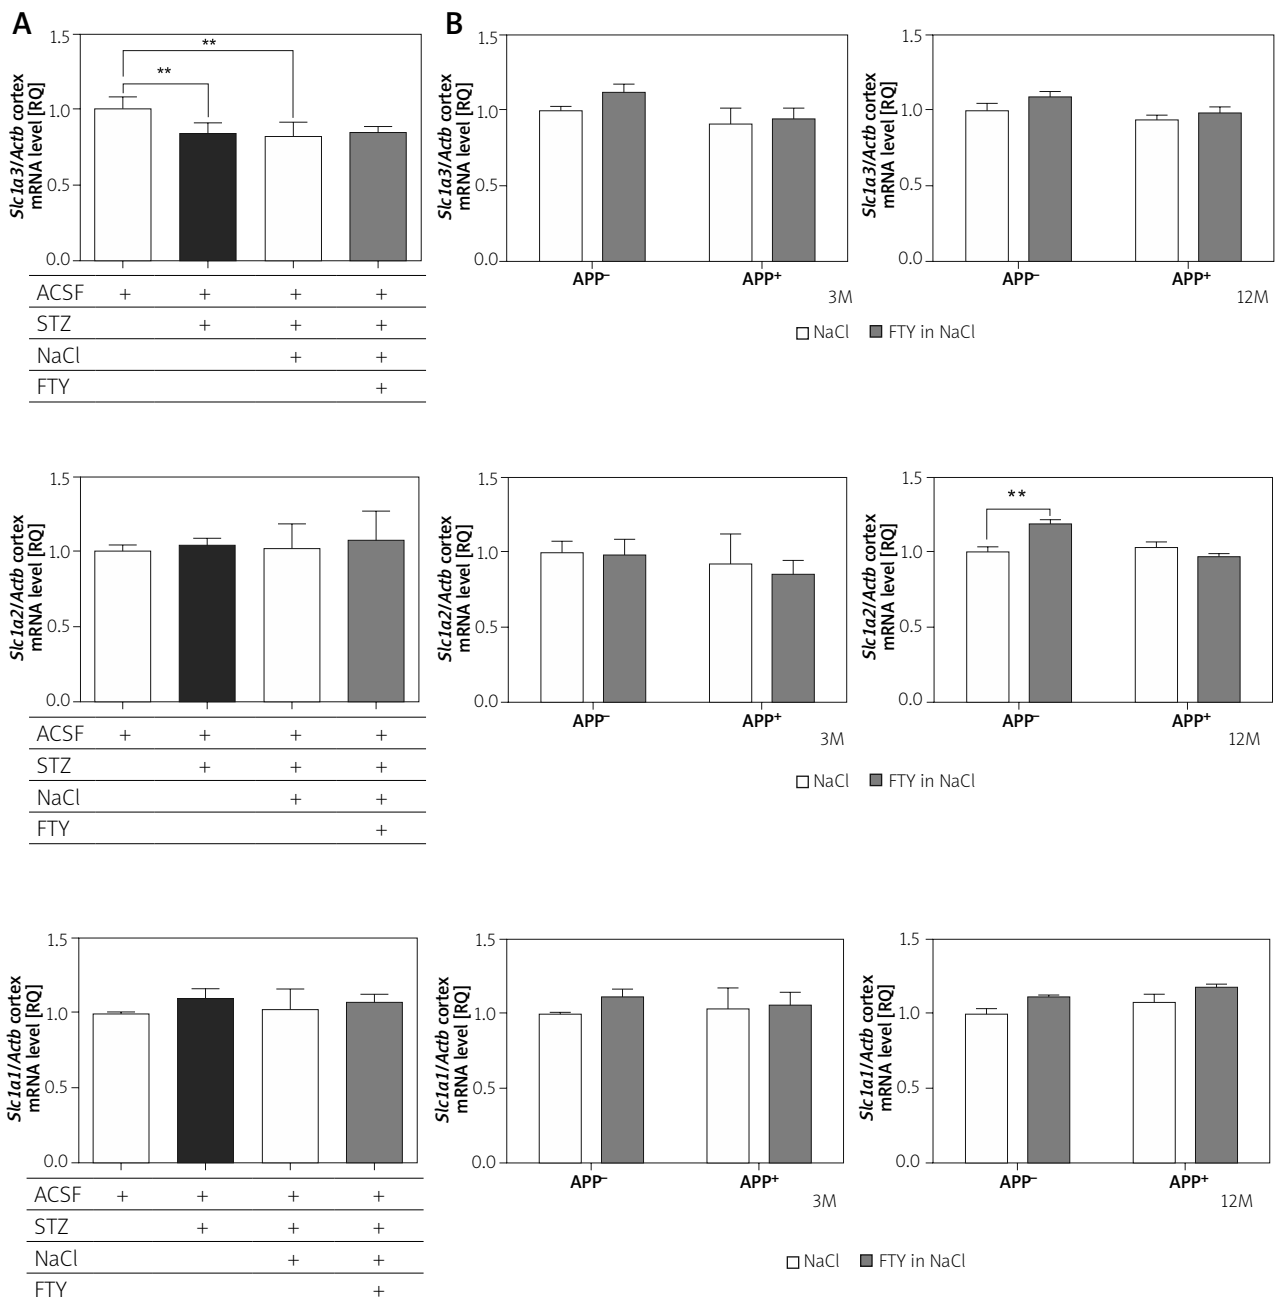 A
B
Slc1a3/Actb cortex
mRNA level [RQ]
1.5
1.0
0.5
0.0
**
**
ACSF + + + +
STZ + + +
NaCl + +
FTY +
Slc1a3/Actb cortex
mRNA level [RQ]
1.5
1.0
0.5
0.0
APP⁻ APP⁺
3M
Slc1a3/Actb cortex
mRNA level [RQ]
1.5
1.0
0.5
0.0
APP⁻ APP⁺
12M
NaCl FTY in NaCl
Slc1a2/Actb cortex
mRNA level [RQ]
1.5
1.0
0.5
0.0
ACSF + + + +
STZ + + +
NaCl + +
FTY +
Slc1a2/Actb cortex
mRNA level [RQ]
1.5
1.0
0.5
0.0
APP⁻ APP⁺
3M
Slc1a2/Actb cortex
mRNA level [RQ]
1.5
1.0
0.5
0.0
**
APP⁻ APP⁺
12M
NaCl FTY in NaCl
Slc1a1/Actb cortex
mRNA level [RQ]
1.5
1.0
0.5
0.0
ACSF + + + +
STZ + + +
NaCl + +
FTY +
Slc1a1/Actb cortex
mRNA level [RQ]
1.5
1.0
0.5
0.0
APP⁻ APP⁺
3M
Slc1a1/Actb cortex
mRNA level [RQ]
1.5
1.0
0.5
0.0
APP⁻ APP⁺
12M
NaCl FTY in NaCl